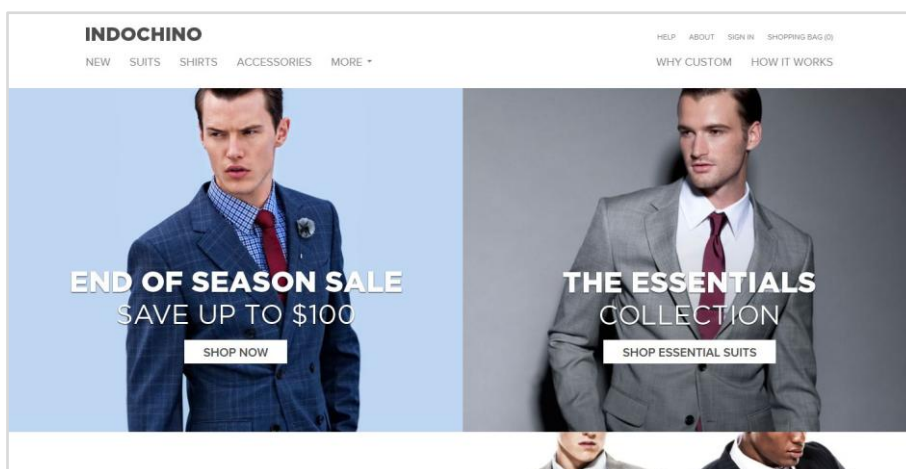 INDOCHINO
HELP ABOUT SIGN IN SHOPPING BAG (0)
NEW SUITS SHIRTS ACCESSORIES MORE
WHY CUSTOM HOW IT WORKS
END OF SEASON SALE
SAVE UP TO $100
SHOP NOW
THE ESSENTIALS
COLLECTION
SHOP ESSENTIAL SUITS